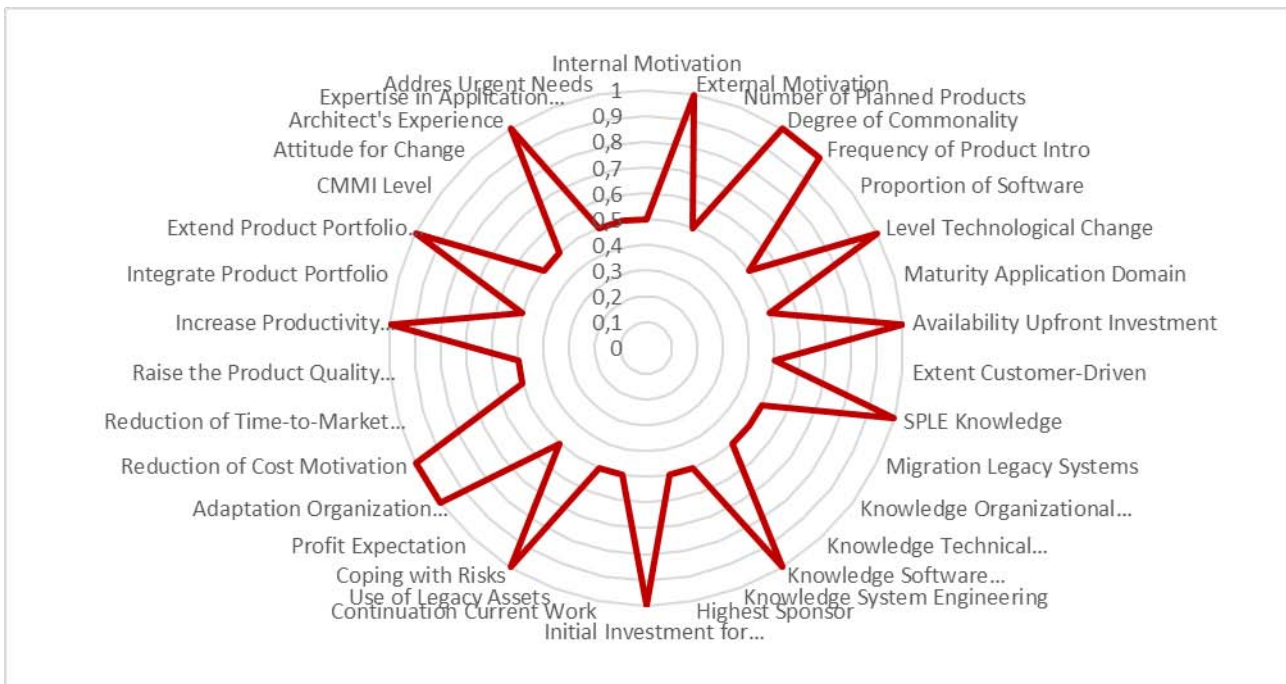 Internal Motivation
External Motivation
Number of Planned Products
Degree of Commonality
Frequency of Product Intro
Proportion of Software
Level Technological Change
Maturity Application Domain
Availability Upfront Investment
Extent Customer-Driven
SPLE Knowledge
Migration Legacy Systems
Knowledge Organizational...
Knowledge Technical...
Knowledge Software...
Knowledge System Engineering
Highest Sponsor
Initial Investment for...
Continuation Current Work
Use of Legacy Assets
Coping with Risks
Profit Expectation
Adaptation Organization...
Reduction of Cost Motivation
Reduction of Time-to-Market...
Raise the Product Quality...
Increase Productivity...
Integrate Product Portfolio
Extend Product Portfolio...
CMMI Level
Attitude for Change
Architect's Experience
Expertise in Application...
Addres Urgent Needs
1
0,9
0,8
0,7
0,6
0,5
0,4
0,3
0,2
0,1
0